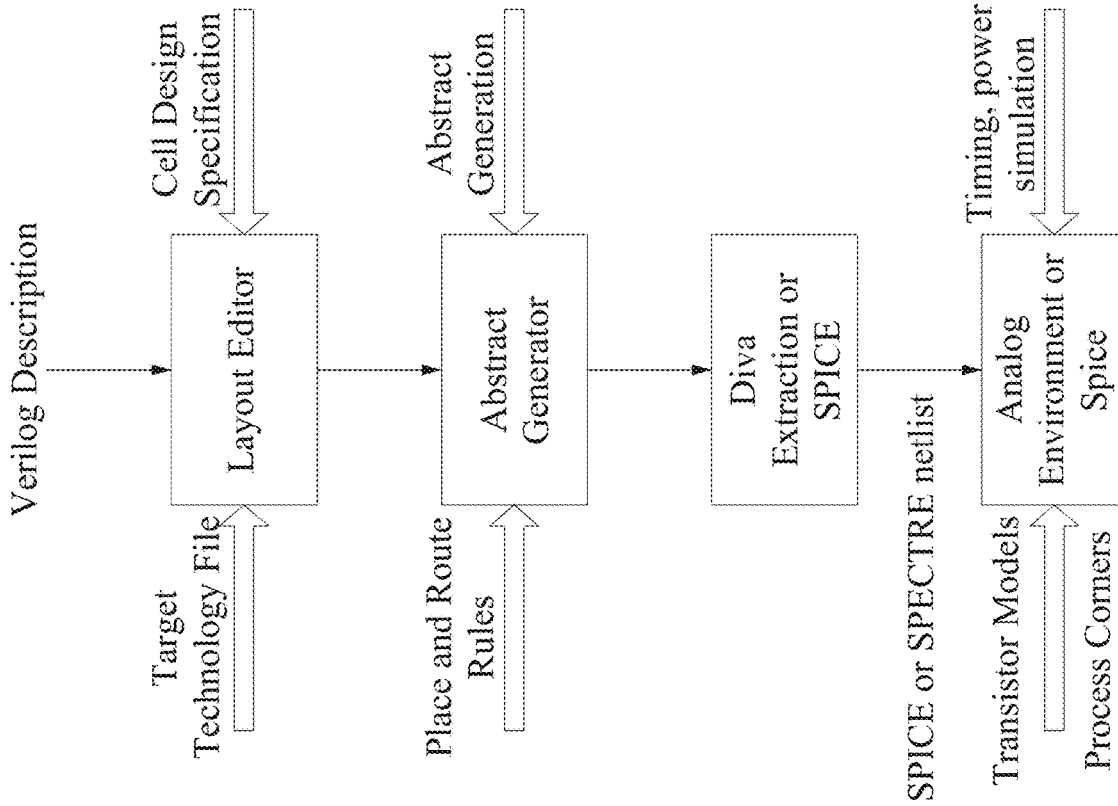 Verilog Description
Target
Technology File
Layout Editor
Cell Design
Specification
Place and Route
Rules
Abstract
Generator
Abstract
Generation
Diva
Extraction or
SPICE
SPICE or SPECTRE netlist
Transistor Models
Process Corners
Analog
Environment or
Spice
Timing, power
simulation